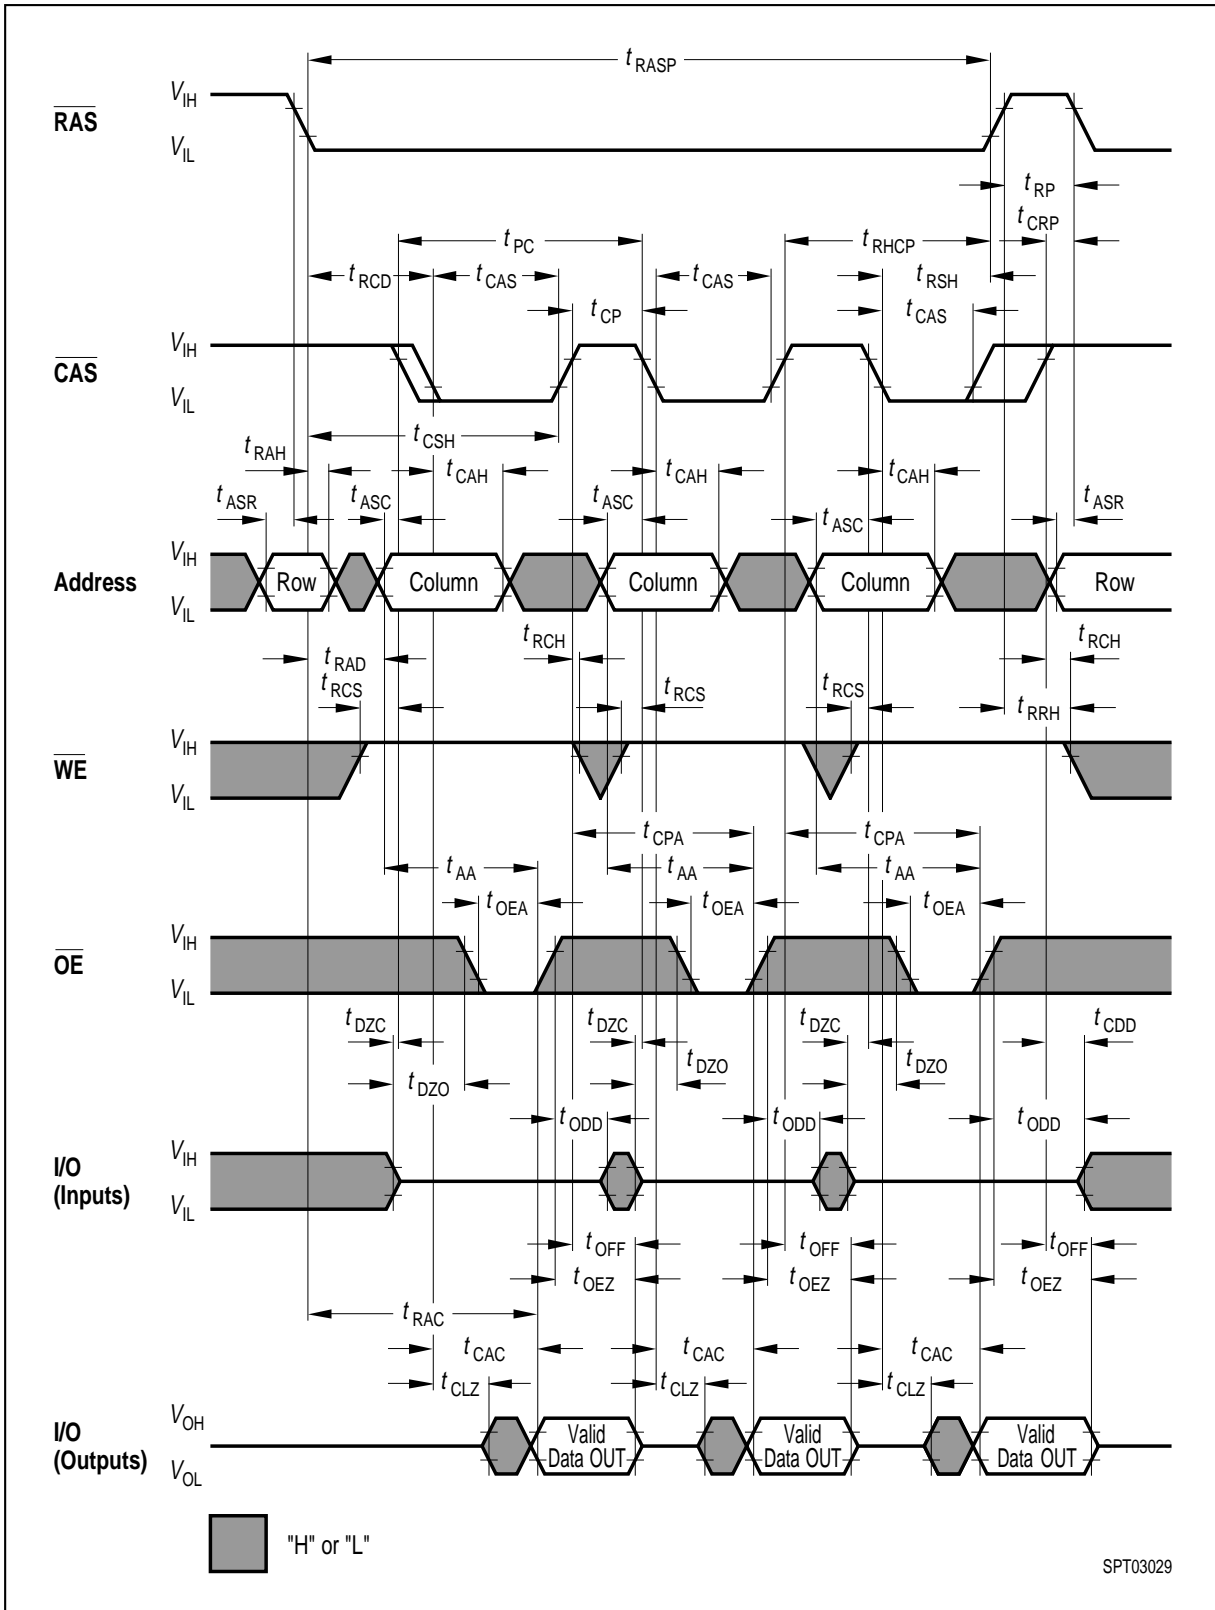 tRASP
RAS VIH
VIL
tRP
tCRP
tPC tRHCP
tRCD tCAS tCAS tRSH
tCP tCAS
CAS VIH
VIL
tCSH
tRAH tCAH tCAH tCAH
tASR tASC tASC tASC tASR
Address VIH
VIL
Row Column Column Column Row
tRCH tRCH
tRAD
tRCS tRCS tRCS tRRH
WE VIH
VIL
tCPA tCPA
tAA tAA tAA
tOEA tOEA tOEA
OE VIH
VIL
tDZC tDZC tDZC tCDD
tDZO tDZO tDZO
tODD tODD tODD
I/O (Inputs) VIH
VIL
tOFF tOFF tOFF
tOEZ tOEZ tOEZ
tRAC
tCAC tCAC tCAC
tCLZ tCLZ tCLZ
I/O (Outputs) VOH
VOL
Valid Data OUT Valid Data OUT Valid Data OUT
"H" or "L"
SPT03029